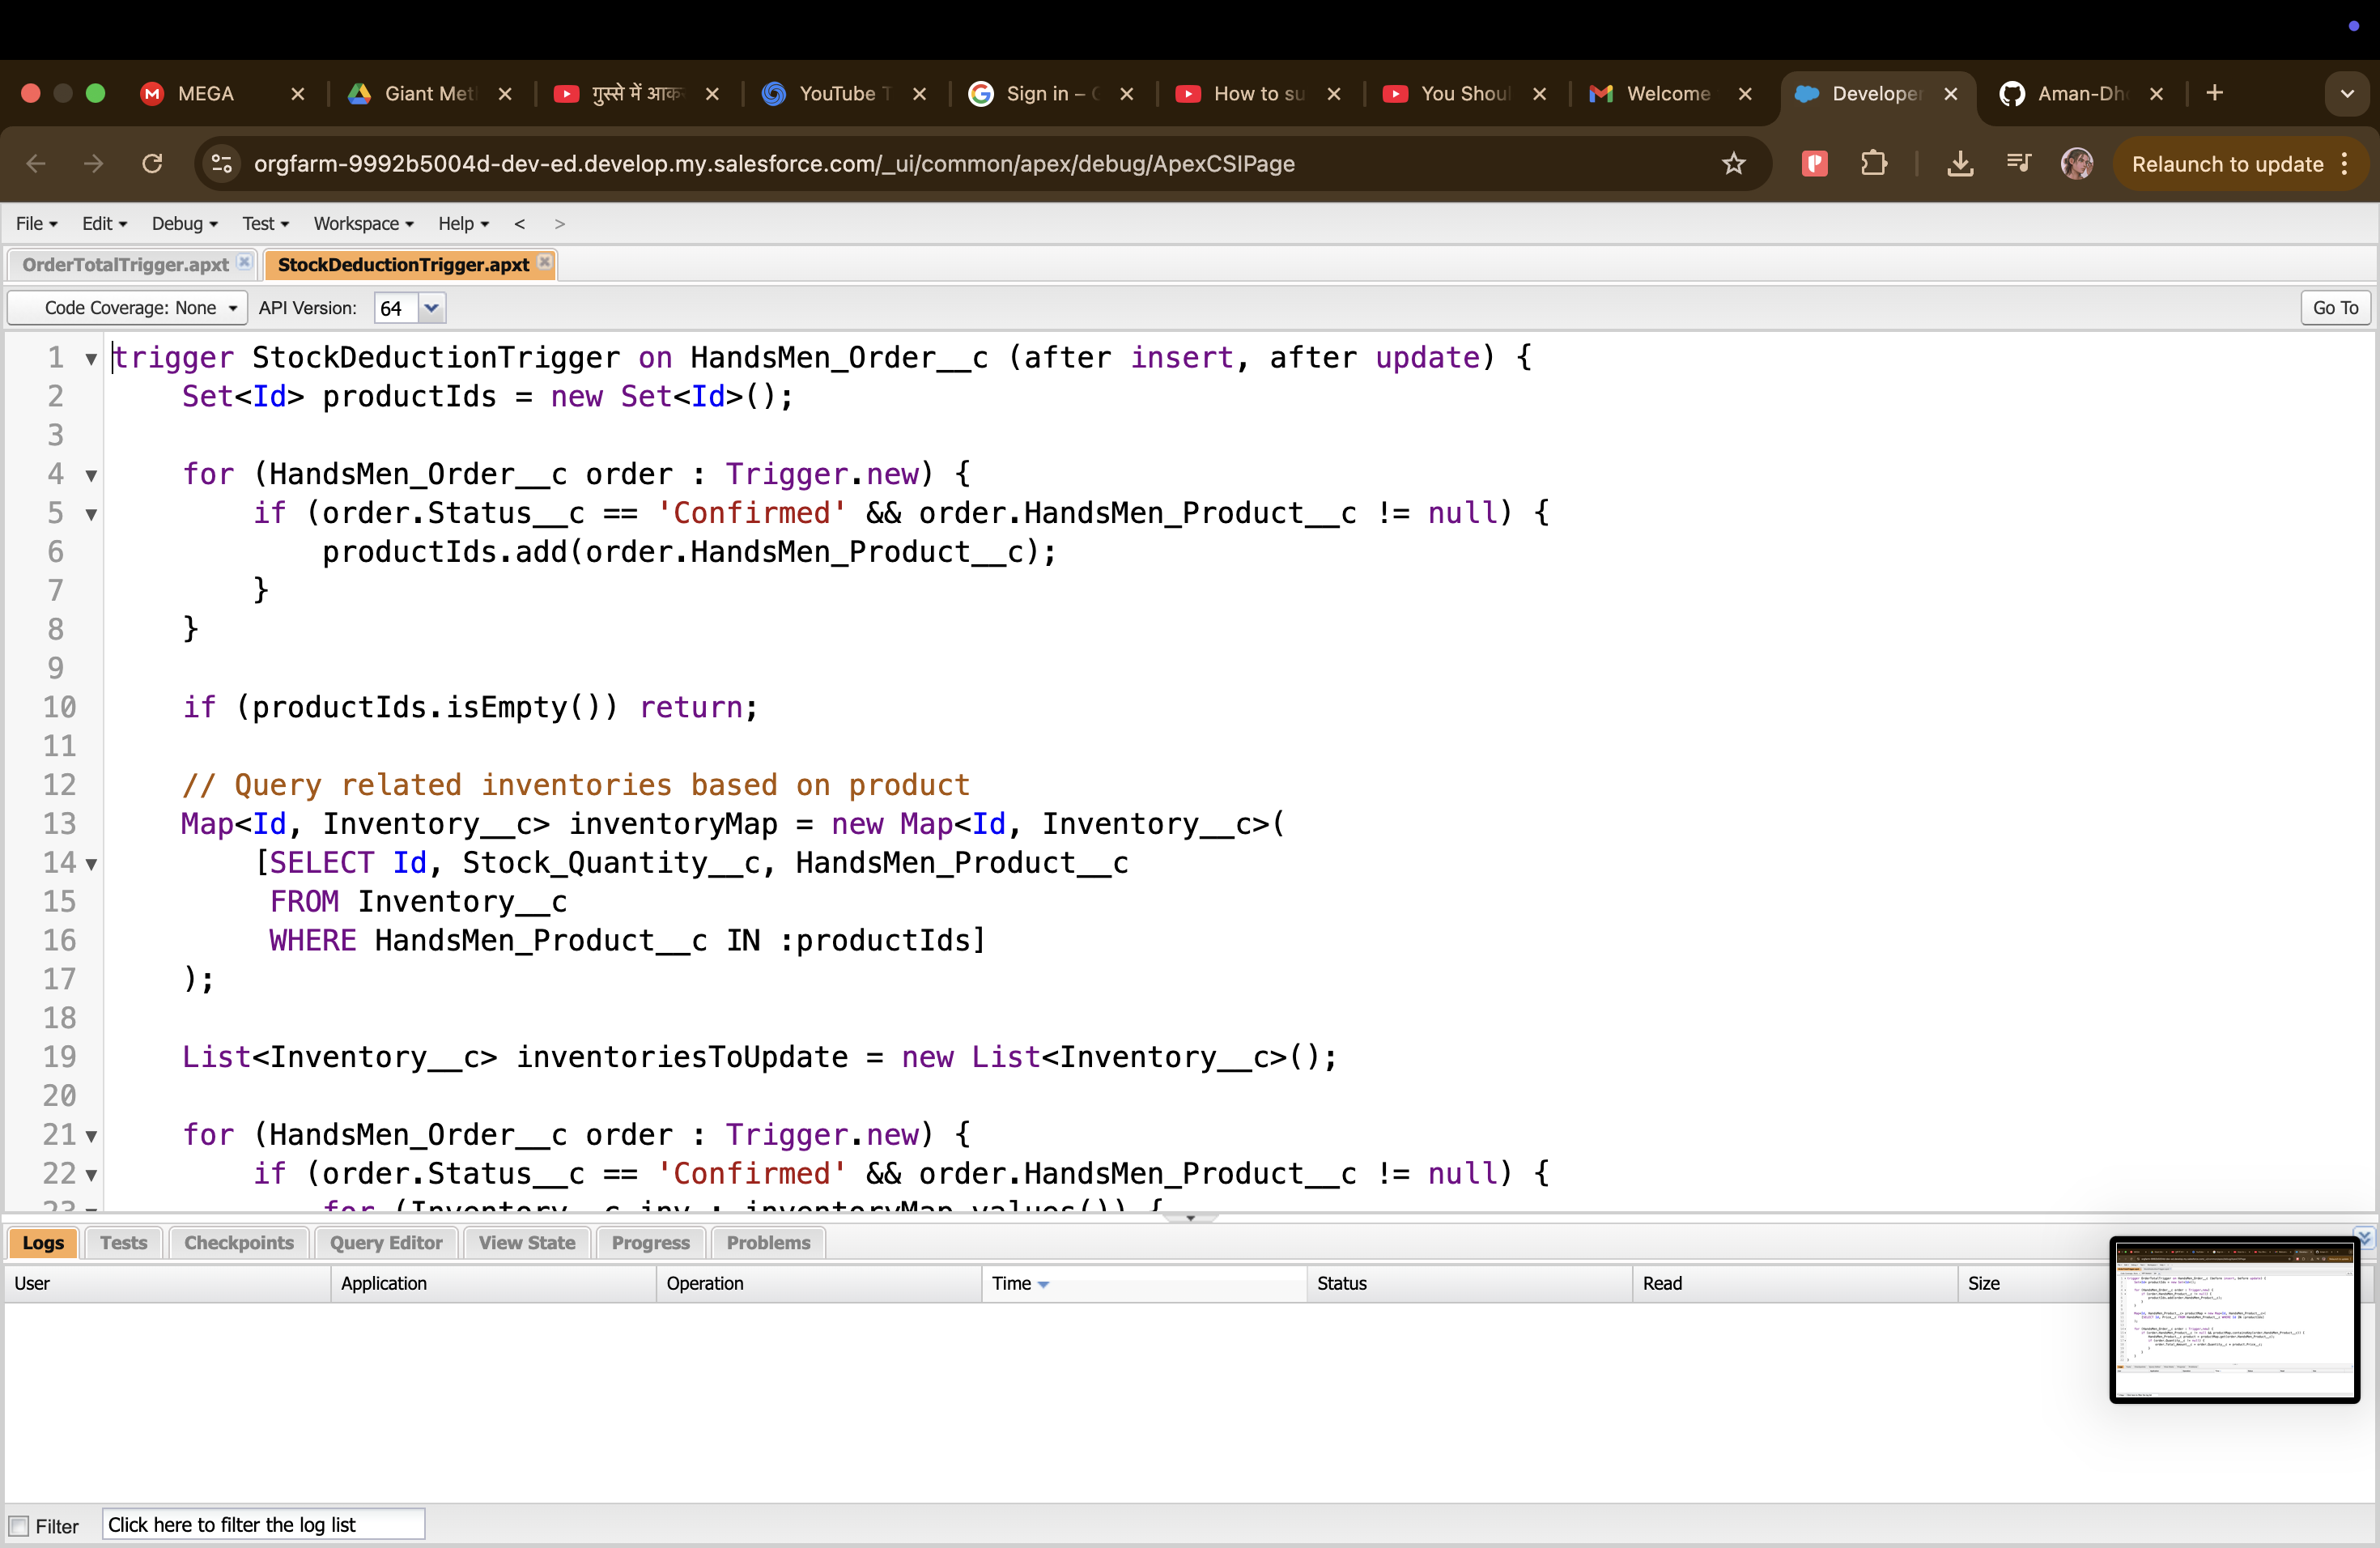 MEGA
Giant Met
गुस्से में आक
YouTube T
Sign in –
How to su
You Shoul
Welcome
Developer
Aman-Dh
orgfarm-9992b5004d-dev-ed.develop.my.salesforce.com/_ui/common/apex/debug/ApexCSIPage
Relaunch to update
File Edit Debug Test Workspace Help < >
OrderTotalTrigger.apxt StockDeductionTrigger.apxt
Code Coverage: None API Version: 64 Go To
1 trigger StockDeductionTrigger on HandsMen_Order__c (after insert, after update) {
2 Set<Id> productIds = new Set<Id>();
3
4 for (HandsMen_Order__c order : Trigger.new) {
5 if (order.Status__c == 'Confirmed' && order.HandsMen_Product__c != null) {
6 productIds.add(order.HandsMen_Product__c);
7 }
8 }
9
10 if (productIds.isEmpty()) return;
11
12 // Query related inventories based on product
13 Map<Id, Inventory__c> inventoryMap = new Map<Id, Inventory__c>(
14 [SELECT Id, Stock_Quantity__c, HandsMen_Product__c
15 FROM Inventory__c
16 WHERE HandsMen_Product__c IN :productIds]
17 );
18
19 List<Inventory__c> inventoriesToUpdate = new List<Inventory__c>();
20
21 for (HandsMen_Order__c order : Trigger.new) {
22 if (order.Status__c == 'Confirmed' && order.HandsMen_Product__c != null) {
23 for (Inventory__c inv : inventoryMap.values()) {
Logs Tests Checkpoints Query Editor View State Progress Problems
User Application Operation Time Status Read Size
Filter Click here to filter the log list